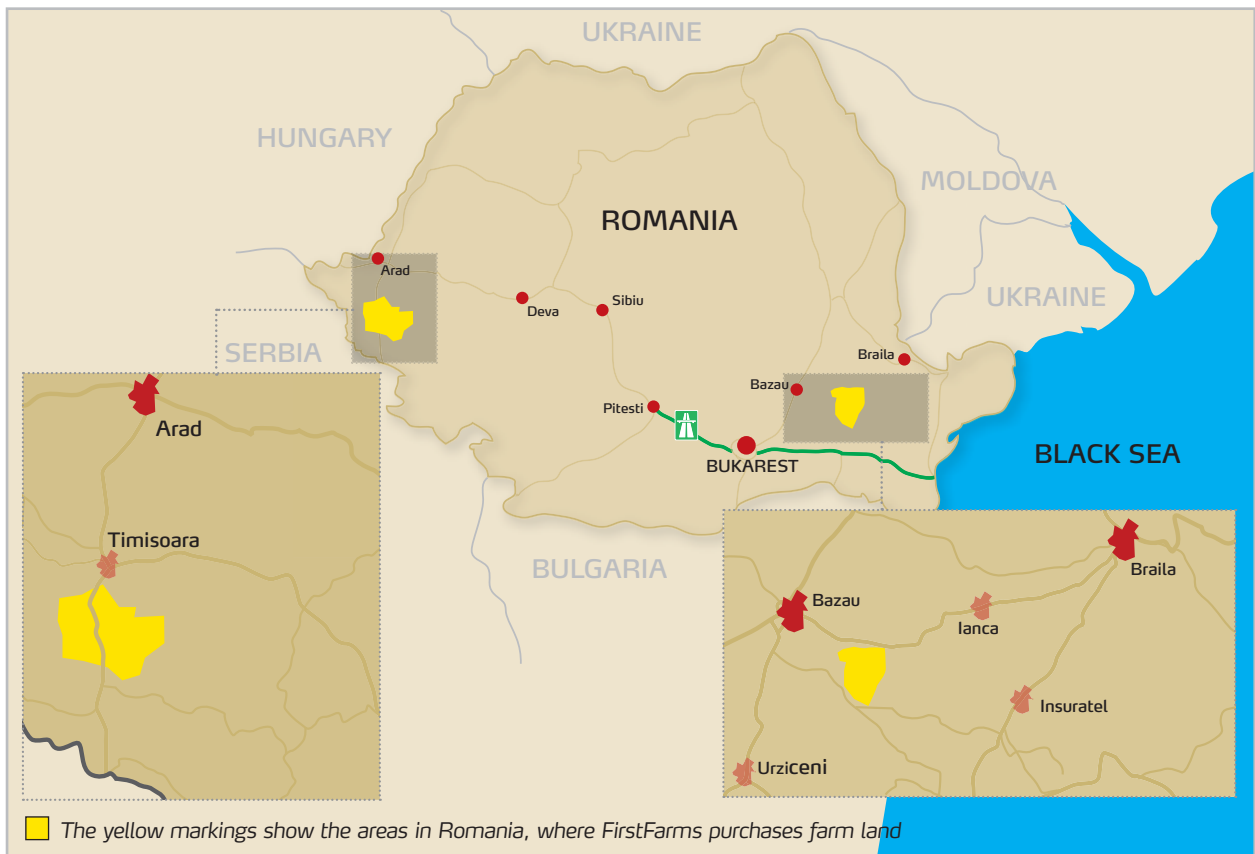 UKRAINE
HUNGARY
MOLDOVA
ROMANIA
Arad
UKRAINE
Deva
Sibiu
SERBIA
Braila
Bazau
Pitesti
BUKAREST
BLACK SEA
BULGARIA
Arad
Timisoara
Braila
Bazau
Ianca
Insuratel
Urziceni
The yellow markings show the areas in Romania, where FirstFarms purchases farm land